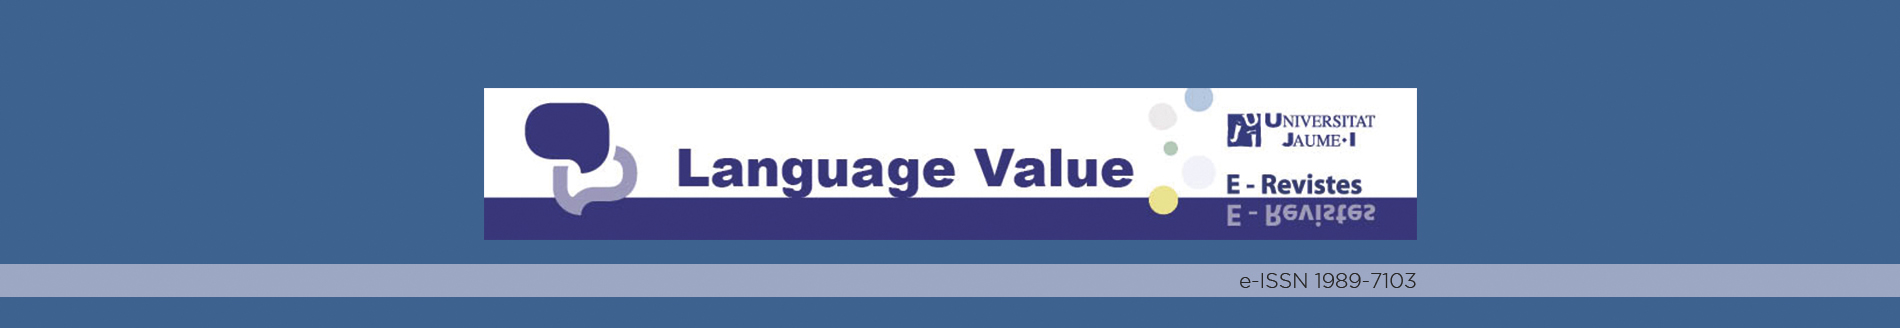 Language Value
UNIVERSITAT
JAUME·I
E - Revistes
E - Revistes
e-ISSN 1989-7103